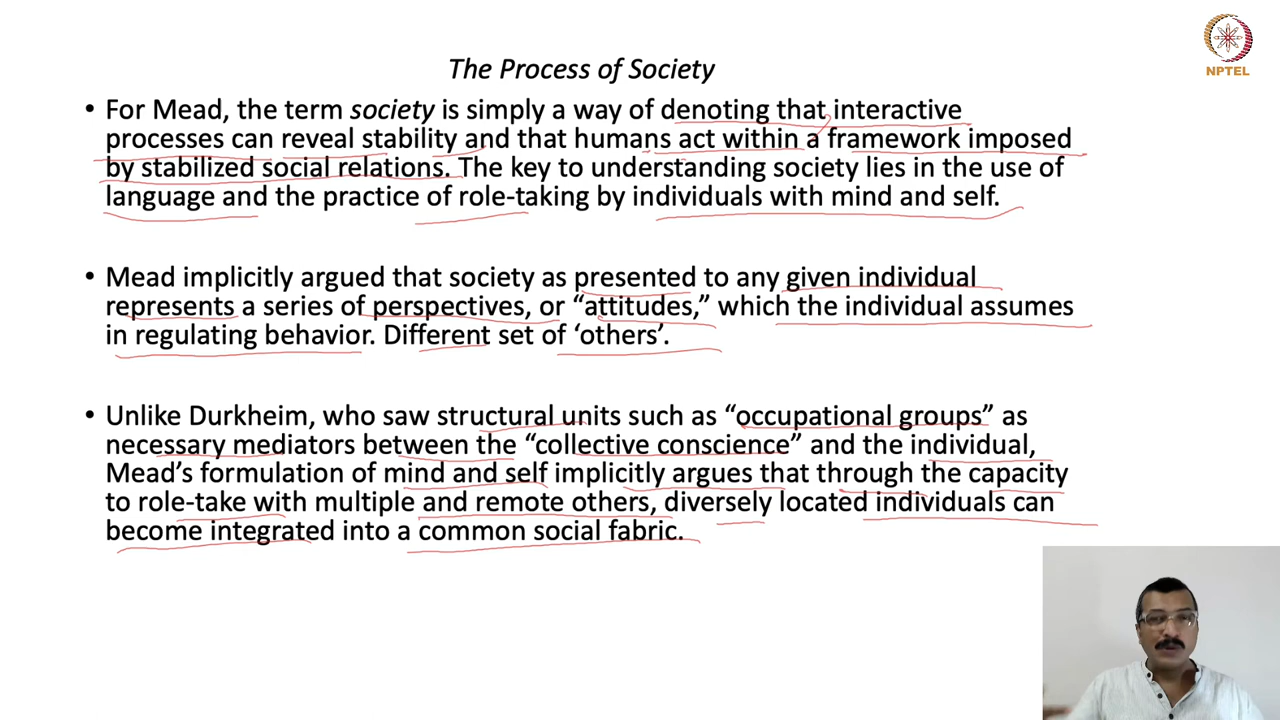 The Process of Society
NPTEL
• For Mead, the term society is simply a way of denoting that interactive
processes can reveal stability and that humans act within a framework imposed
by stabilized social relations. The key to understanding society lies in the use of
language and the practice of role-taking by individuals with mind and self.
• Mead implicitly argued that society as presented to any given individual
represents a series of perspectives, or “attitudes,” which the individual assumes
in regulating behavior. Different set of ‘others’.
• Unlike Durkheim, who saw structural units such as “occupational groups” as
necessary mediators between the “collective conscience” and the individual,
Mead’s formulation of mind and self implicitly argues that through the capacity
to role-take with multiple and remote others, diversely located individuals can
become integrated into a common social fabric.